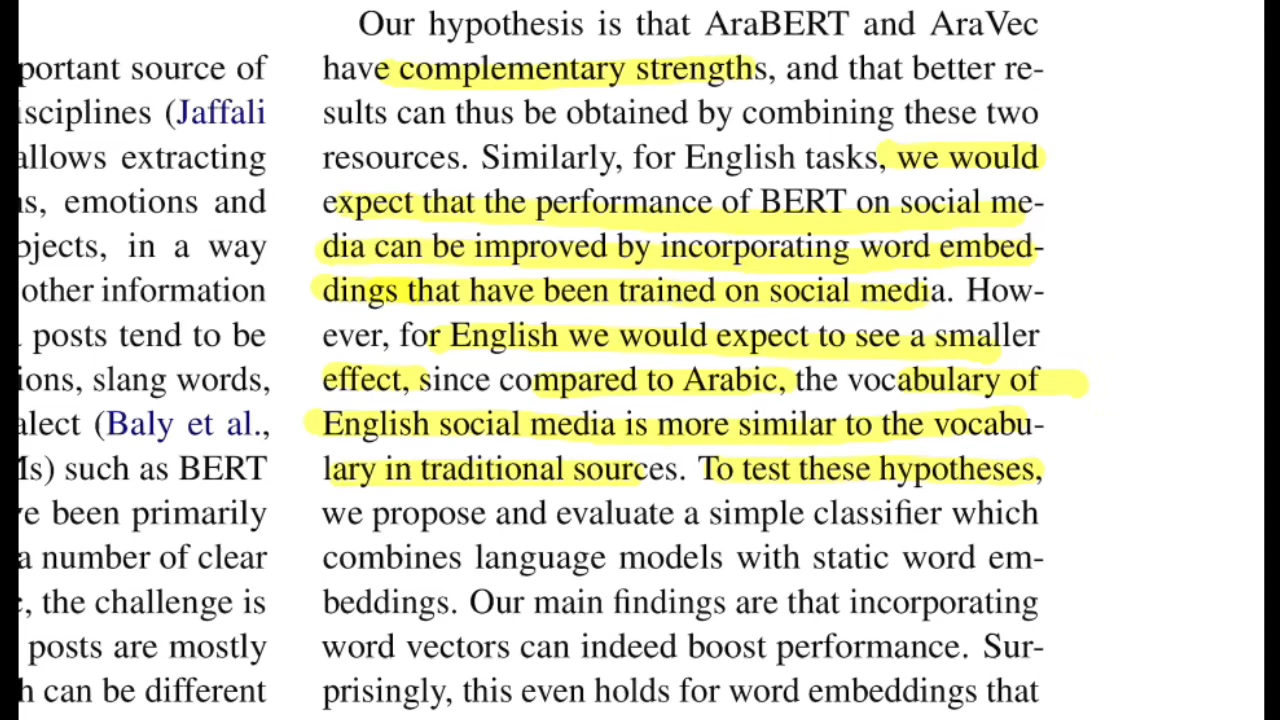 portant source of
isciplines (Jaffali
allows extracting
s, emotions and
bjects, in a way
other information
posts tend to be
ions, slang words,
alect (Baly et al.,
s) such as BERT
e been primarily
a number of clear
, the challenge is
posts are mostly
h can be different
Our hypothesis is that AraBERT and AraVec
have complementary strengths, and that better re-
sults can thus be obtained by combining these two
resources. Similarly, for English tasks, we would
expect that the performance of BERT on social me-
dia can be improved by incorporating word embed-
dings that have been trained on social media. How-
ever, for English we would expect to see a smaller
effect, since compared to Arabic, the vocabulary of
English social media is more similar to the vocabu-
lary in traditional sources. To test these hypotheses,
we propose and evaluate a simple classifier which
combines language models with static word em-
beddings. Our main findings are that incorporating
word vectors can indeed boost performance. Sur-
prisingly, this even holds for word embeddings that